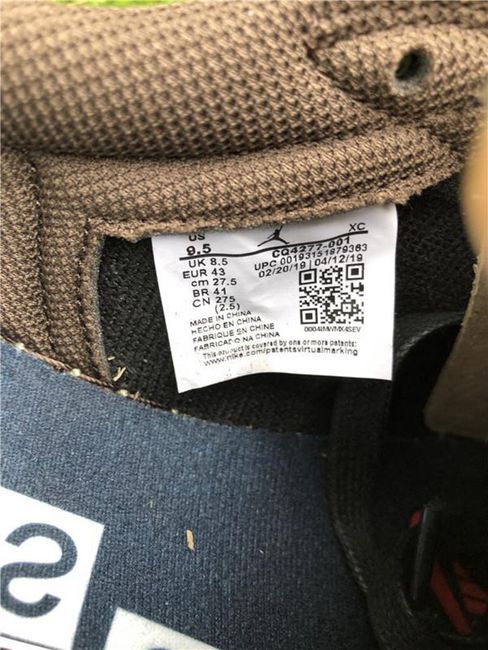 US XC
9.5 CQ4277-001
UK 8.5 UPC 00193151879363
EUR 43 02/20/19 | 04/12/19
cm 27.5
BR 41
CN 275
(2.5)
MADE IN CHINA
HECHO EN CHINA
FABRIQUÉ EN CHINE
FABRICADO NA CHINA
0004IMVMX4SEV
This product is covered by one or more patents:
www.nike.com/patentsvirtualmarking
S